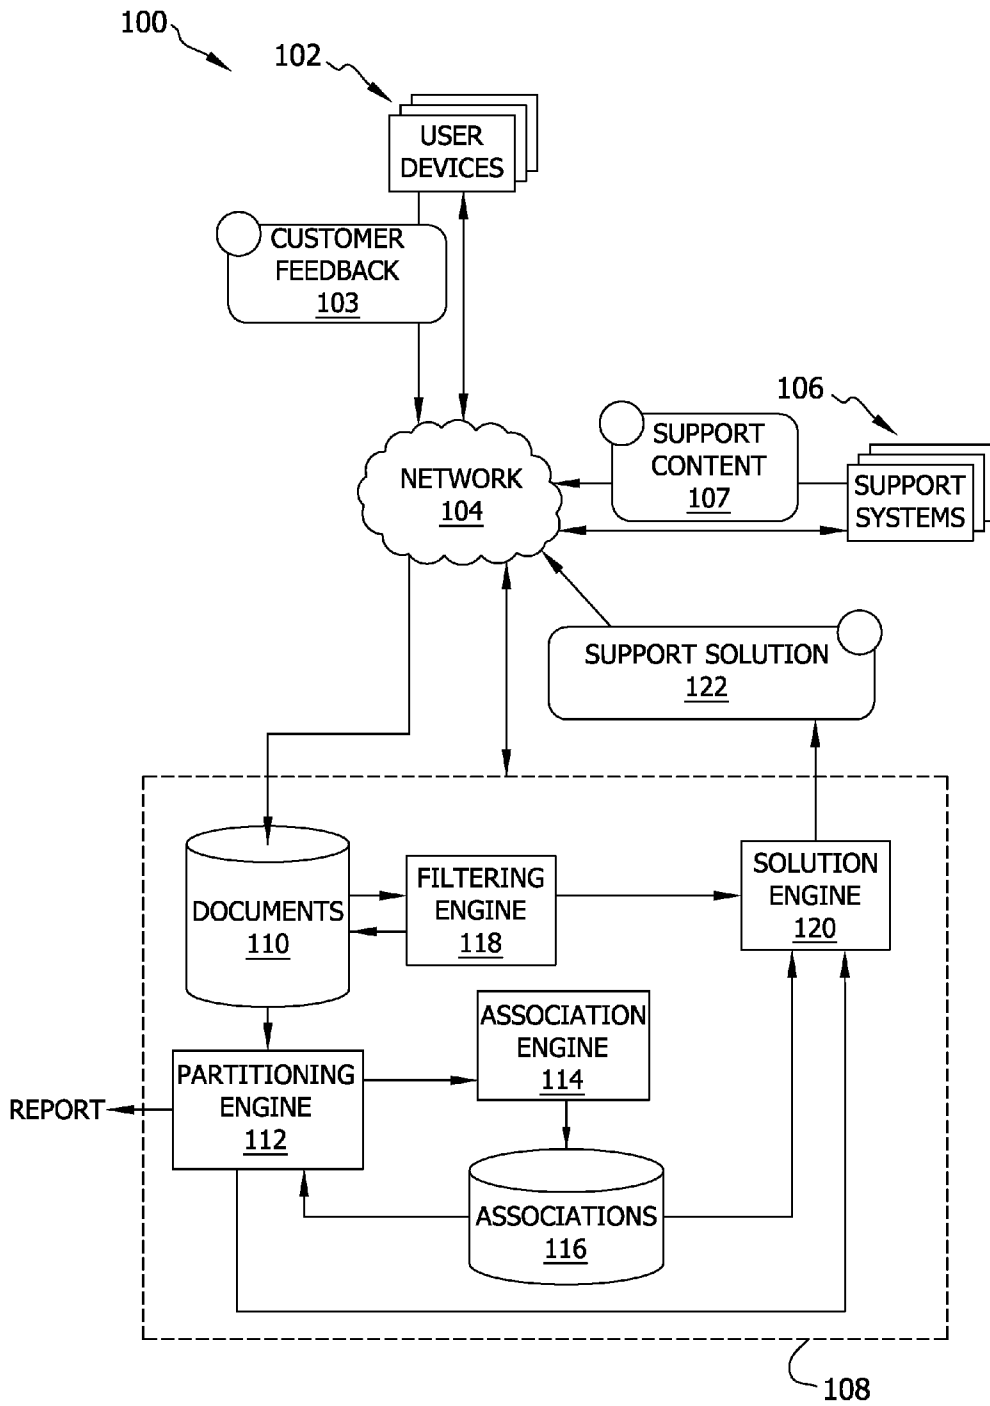 100
102
USER
DEVICES
CUSTOMER
FEEDBACK
103
106
SUPPORT
CONTENT
107
SUPPORT
SYSTEMS
NETWORK
104
SUPPORT SOLUTION
122
DOCUMENTS
110
FILTERING
ENGINE
118
SOLUTION
ENGINE
120
ASSOCIATION
ENGINE
114
PARTITIONING
ENGINE
112
REPORT
ASSOCIATIONS
116
108